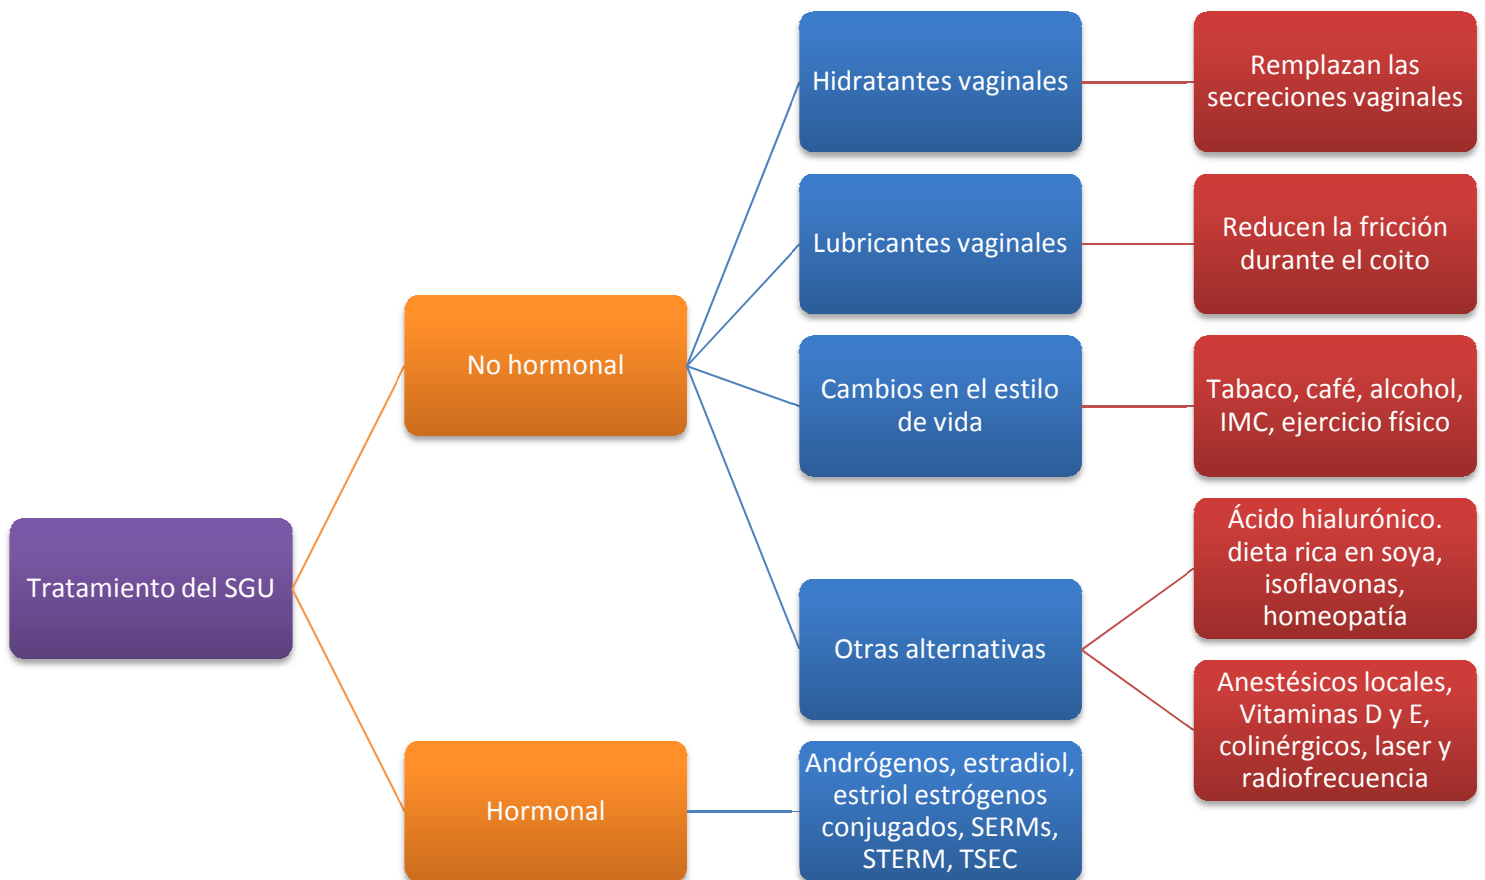 Tratamiento del SGU
No hormonal
Hidratantes vaginales
Remplazan las
secreciones vaginales
Lubricantes vaginales
Reducen la fricción
durante el coito
Cambios en el estilo
de vida
Tabaco, café, alcohol,
IMC, ejercicio físico
Otras alternativas
Ácido hialurónico.
dieta rica en soya,
isoflavonas,
homeopatía
Anestésicos locales,
Vitaminas D y E,
colinérgicos, laser y
radiofrecuencia
Hormonal
Andrógenos, estradiol,
estriol estrógenos
conjugados, SERMs,
STERM, TSEC